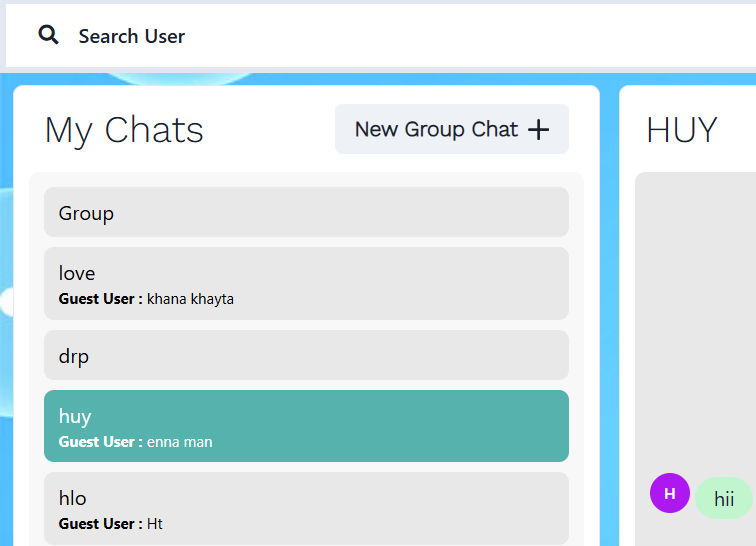 Search User
My Chats
New Group Chat
HUY
Group
love
Guest User : khana khayta
drp
huy
Guest User : enna man
hlo
Guest User : Ht
H
hii